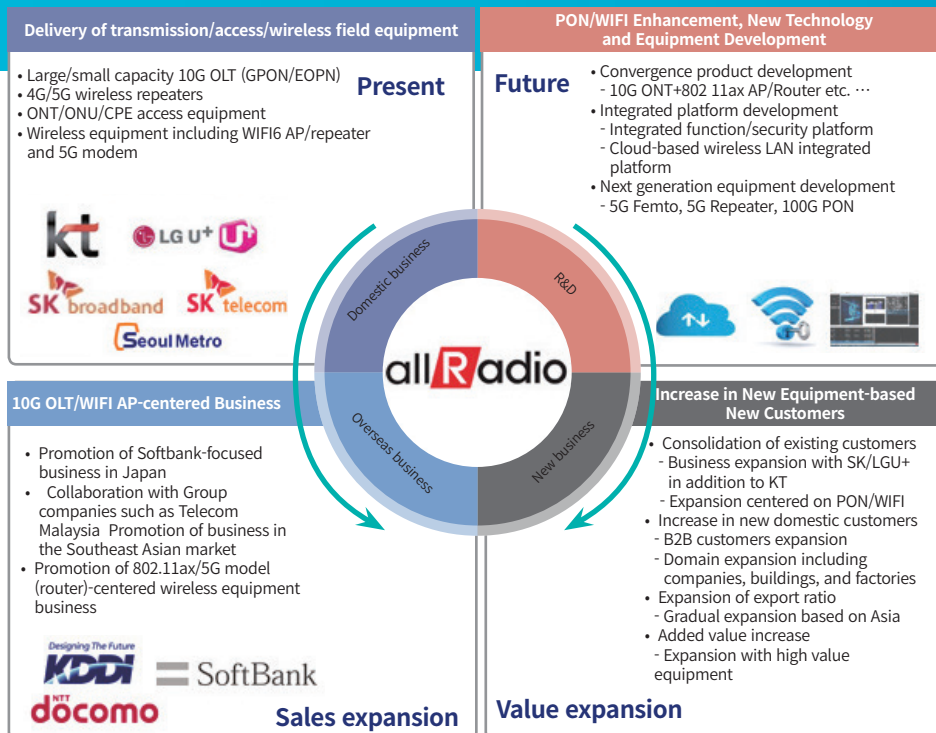 Delivery of transmission/access/wireless field equipment
• Large/small capacity 10G OLT (GPON/EOPN)
• 4G/5G wireless repeaters
• ONT/ONU/CPE access equipment
• Wireless equipment including WIFI6 AP/repeater
and 5G modem
Present
kt
LG U+ U+
SK broadband
SK telecom
Seoul Metro
PON/WIFI Enhancement, New Technology
and Equipment Development
Future
• Convergence product development
- 10G ONT+802 11ax AP/Router etc. …
• Integrated platform development
- Integrated function/security platform
- Cloud-based wireless LAN integrated
platform
• Next generation equipment development
- 5G Femto, 5G Repeater, 100G PON
Domestic business
R&D
allRadio
Overseas business
New business
10G OLT/WIFI AP-centered Business
• Promotion of Softbank-focused
business in Japan
• Collaboration with Group
companies such as Telecom
Malaysia Promotion of business in
the Southeast Asian market
• Promotion of 802.11ax/5G model
(router)-centered wireless equipment
business
Designing The Future
KDDI
SoftBank
NTT
docomo
Sales expansion
Increase in New Equipment-based
New Customers
• Consolidation of existing customers
- Business expansion with SK/LGU+
in addition to KT
- Expansion centered on PON/WIFI
• Increase in new domestic customers
- B2B customers expansion
- Domain expansion including
companies, buildings, and factories
• Expansion of export ratio
- Gradual expansion based on Asia
• Added value increase
- Expansion with high value
equipment
Value expansion